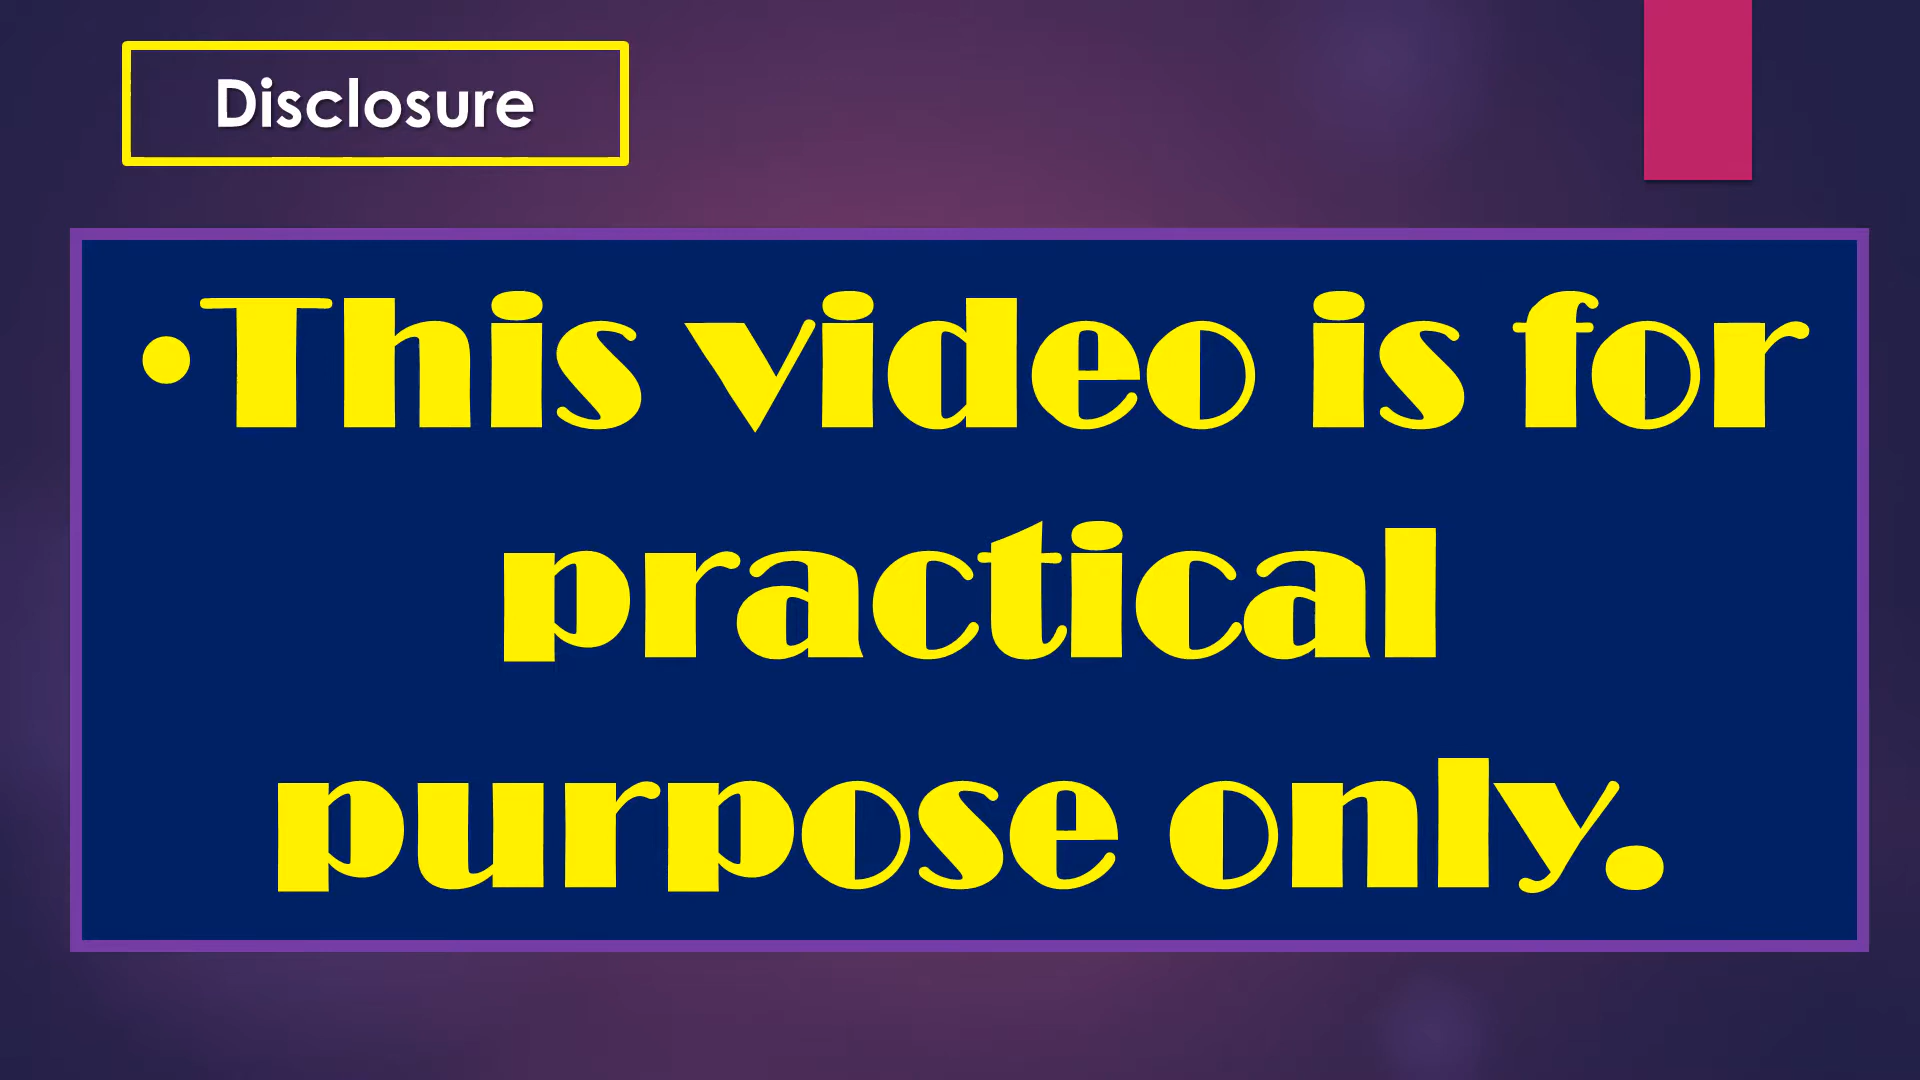 Disclosure
•This video is for
practical
purpose only.